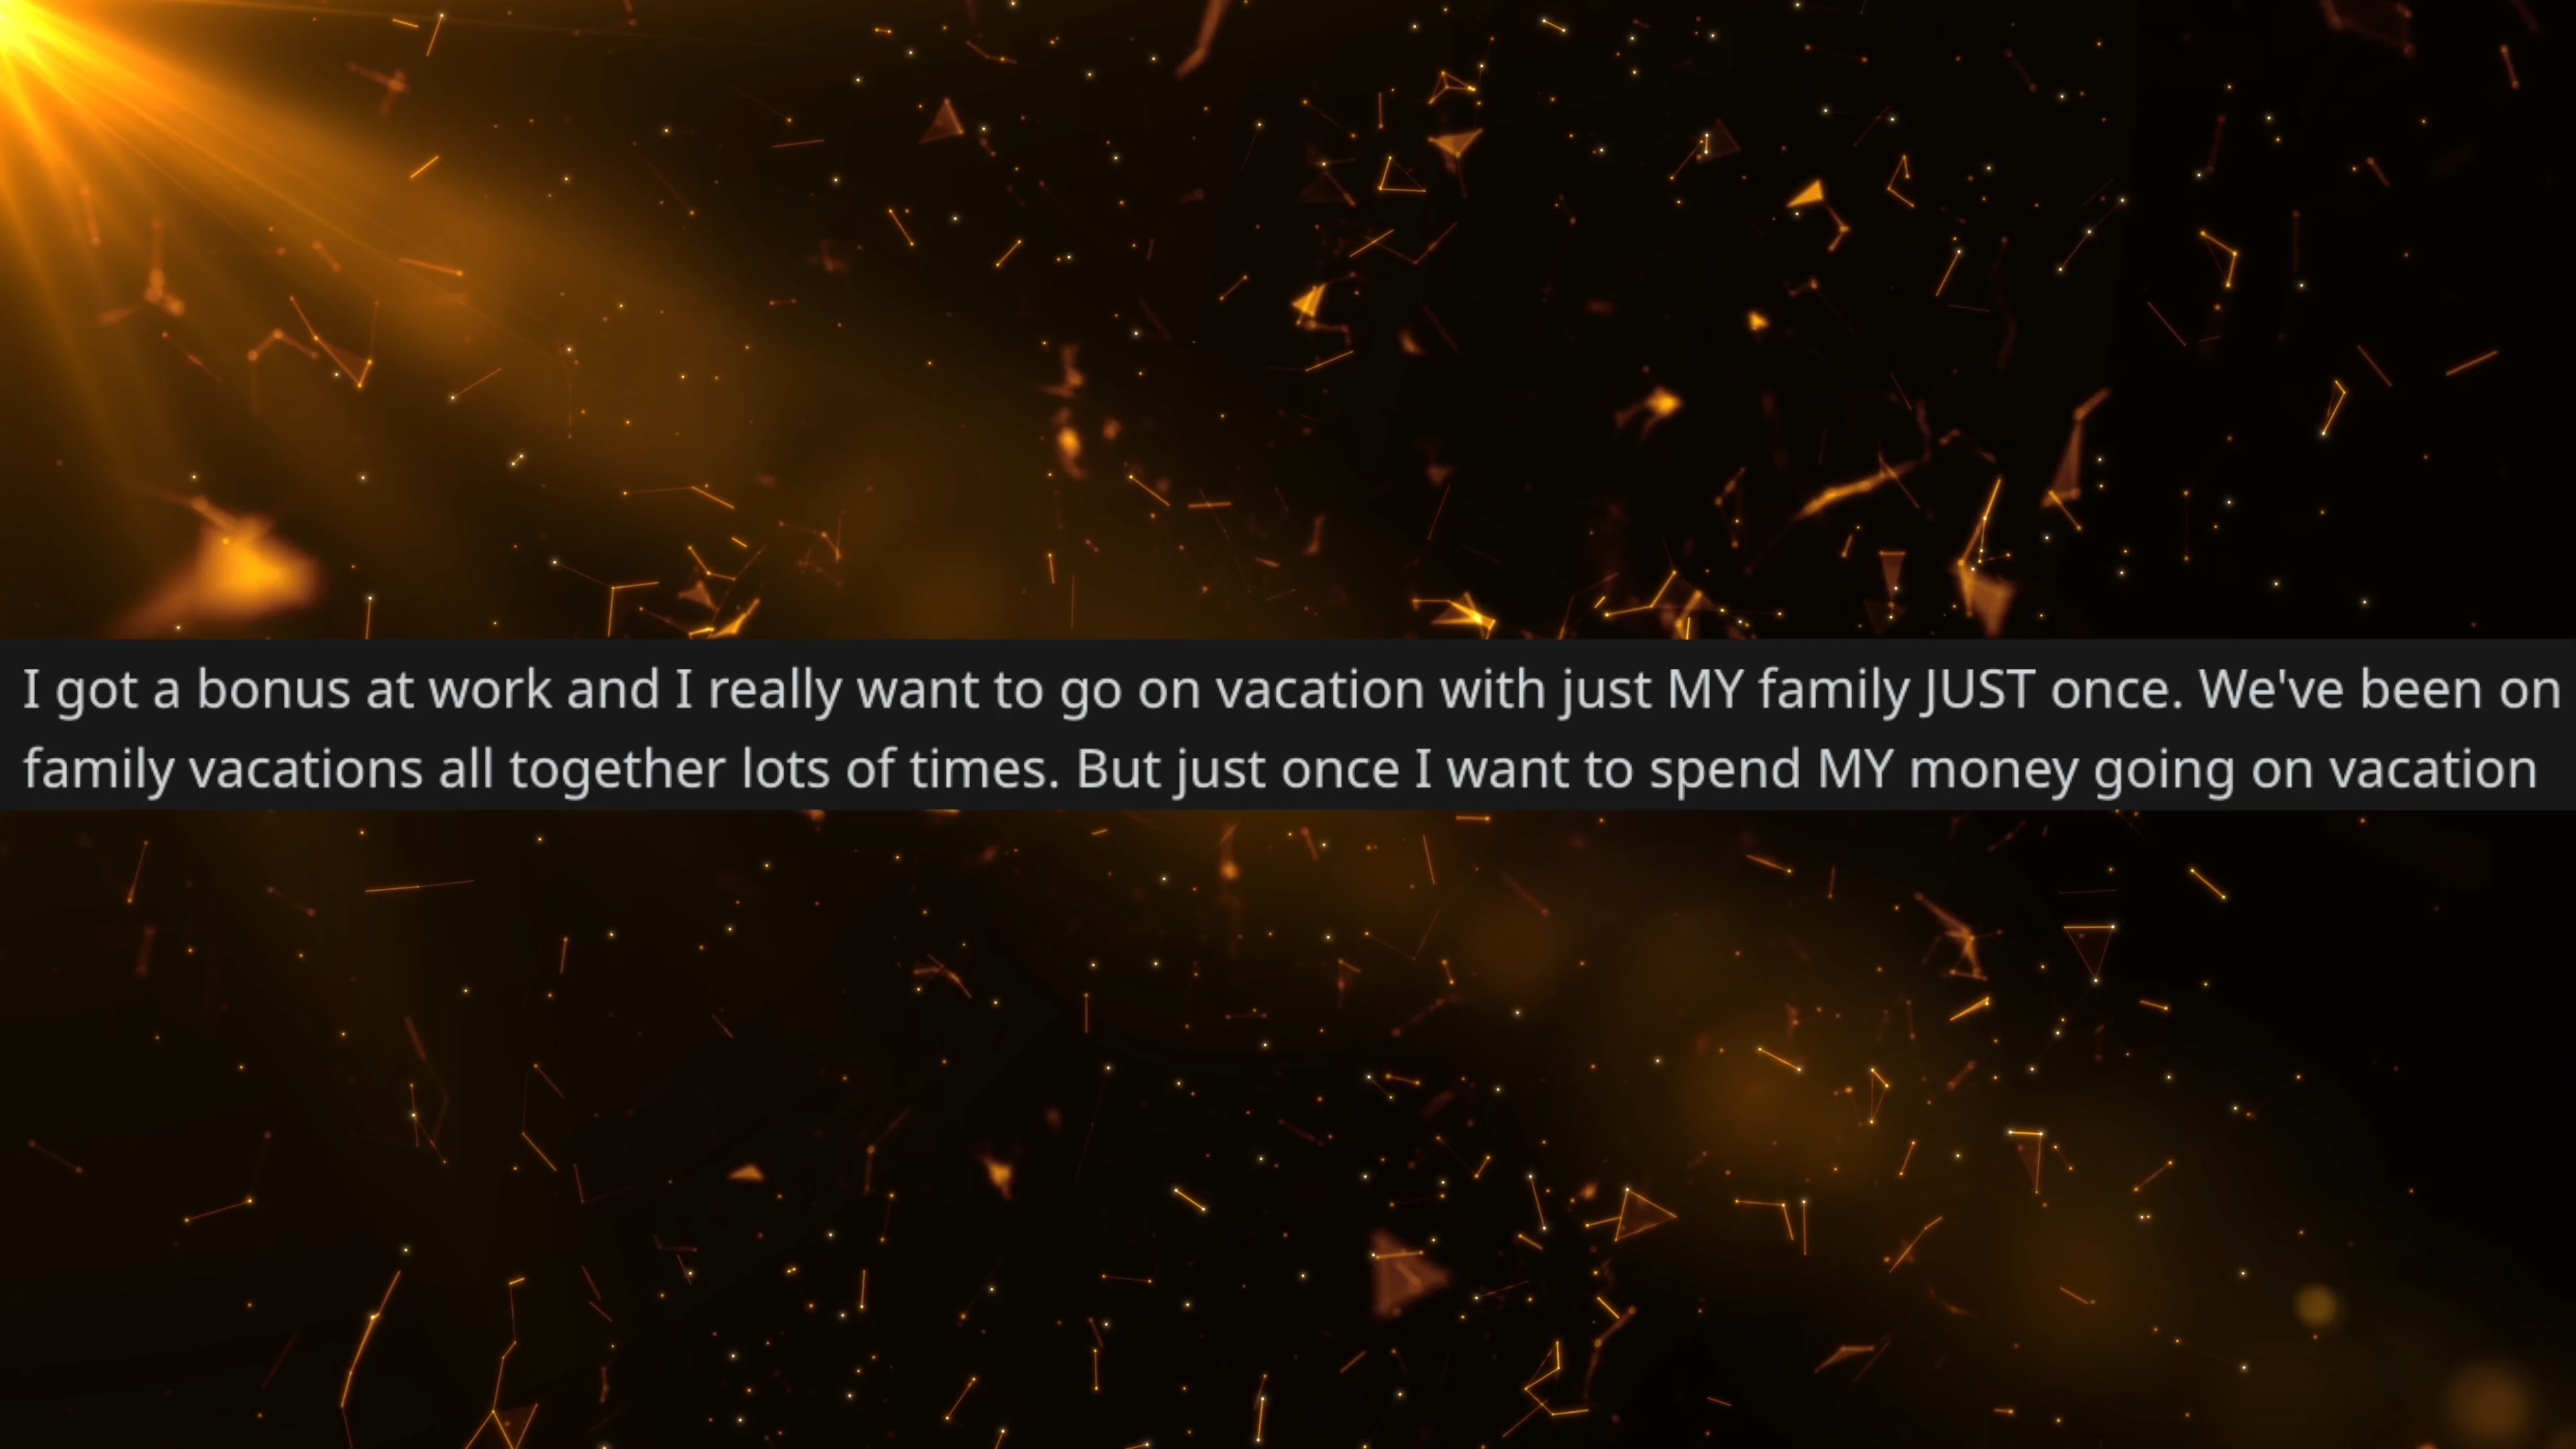 I got a bonus at work and I really want to go on vacation with just MY family JUST once. We've been on
family vacations all together lots of times. But just once I want to spend MY money going on vacation